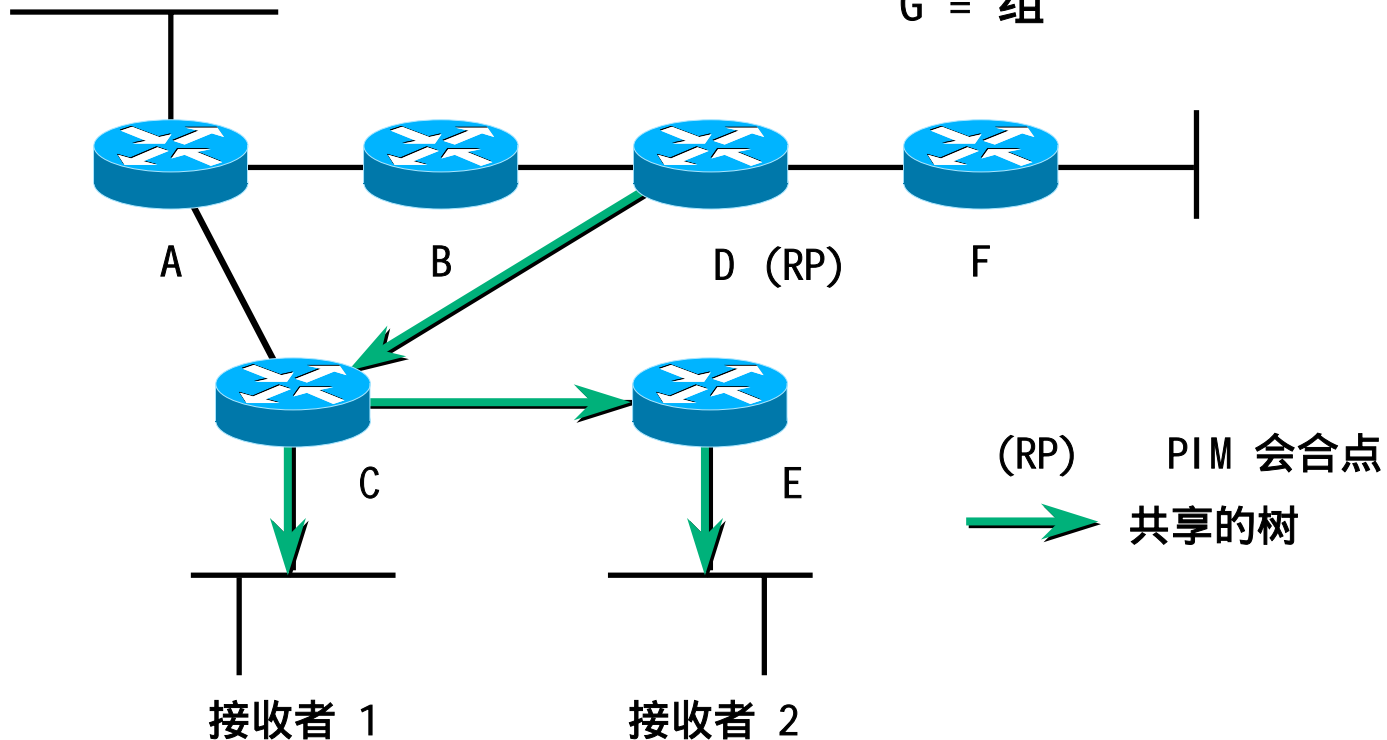 G = 组
A
B
D (RP)
F
C
E
(RP) PIM 会合点
共享的树
接收者 1
接收者 2